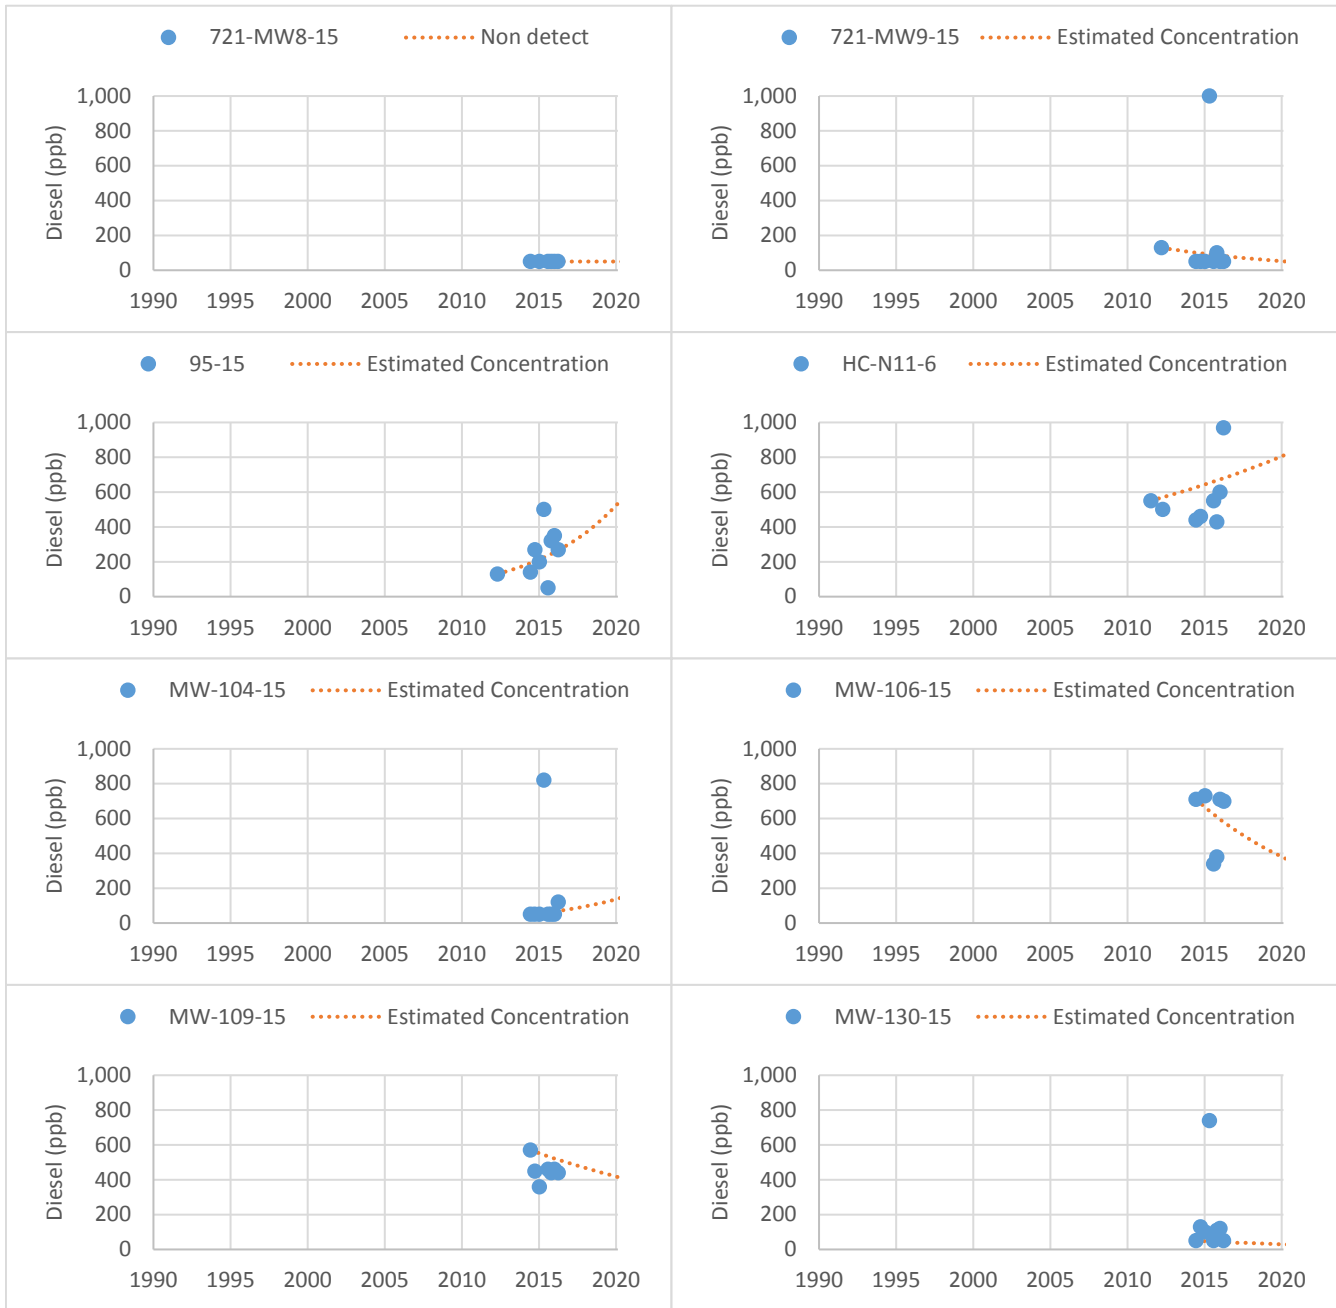 721-MW8-15 Non detect
Diesel (ppb)
1,000
800
600
400
200
0
1990 1995 2000 2005 2010 2015 2020
721-MW9-15 Estimated Concentration
Diesel (ppb)
1,000
800
600
400
200
0
1990 1995 2000 2005 2010 2015 2020
95-15 Estimated Concentration
Diesel (ppb)
1,000
800
600
400
200
0
1990 1995 2000 2005 2010 2015 2020
HC-N11-6 Estimated Concentration
Diesel (ppb)
1,000
800
600
400
200
0
1990 1995 2000 2005 2010 2015 2020
MW-104-15 Estimated Concentration
Diesel (ppb)
1,000
800
600
400
200
0
1990 1995 2000 2005 2010 2015 2020
MW-106-15 Estimated Concentration
Diesel (ppb)
1,000
800
600
400
200
0
1990 1995 2000 2005 2010 2015 2020
MW-109-15 Estimated Concentration
Diesel (ppb)
1,000
800
600
400
200
0
1990 1995 2000 2005 2010 2015 2020
MW-130-15 Estimated Concentration
Diesel (ppb)
1,000
800
600
400
200
0
1990 1995 2000 2005 2010 2015 2020